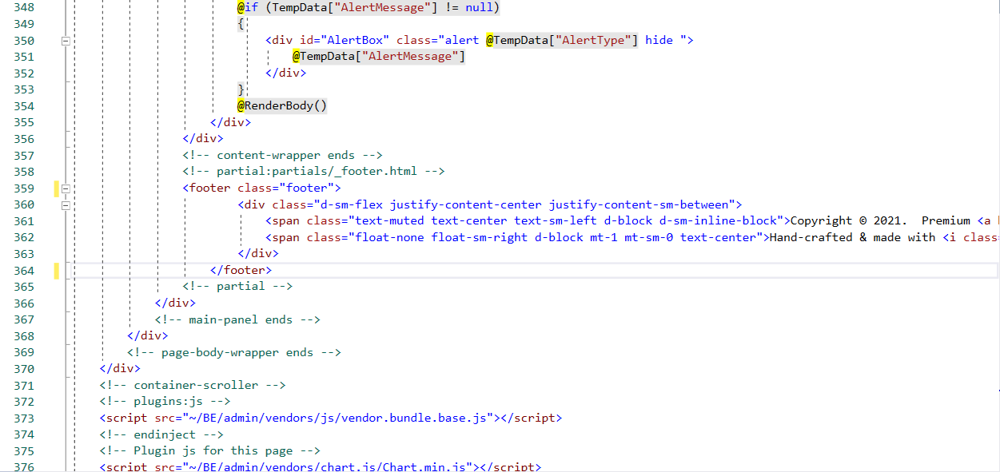 348 @if (TempData["AlertMessage"] != null)
349 {
350 <div id="AlertBox" class="alert @TempData["AlertType"] hide ">
351 @TempData["AlertMessage"]
352 </div>
353 }
354 @RenderBody()
355 </div>
356 </div>
357 <!-- content-wrapper ends -->
358 <!-- partial:partials/_footer.html -->
359 <footer class="footer">
360 <div class="d-sm-flex justify-content-center justify-content-sm-between">
361 <span class="text-muted text-center text-sm-left d-block d-sm-inline-block">Copyright © 2021.  Premium <a
362 <span class="float-none float-sm-right d-block mt-1 mt-sm-0 text-center">Hand-crafted & made with <i class=
363 </div>
364 </footer>
365 <!-- partial -->
366 </div>
367 <!-- main-panel ends -->
368 </div>
369 <!-- page-body-wrapper ends -->
370 </div>
371 <!-- container-scroller -->
372 <!-- plugins:js -->
373 <script src="~/BE/admin/vendors/js/vendor.bundle.base.js"></script>
374 <!-- endinject -->
375 <!-- Plugin js for this page -->
376 <script src="~/BE/admin/vendors/chart.js/Chart.min.js"></script>